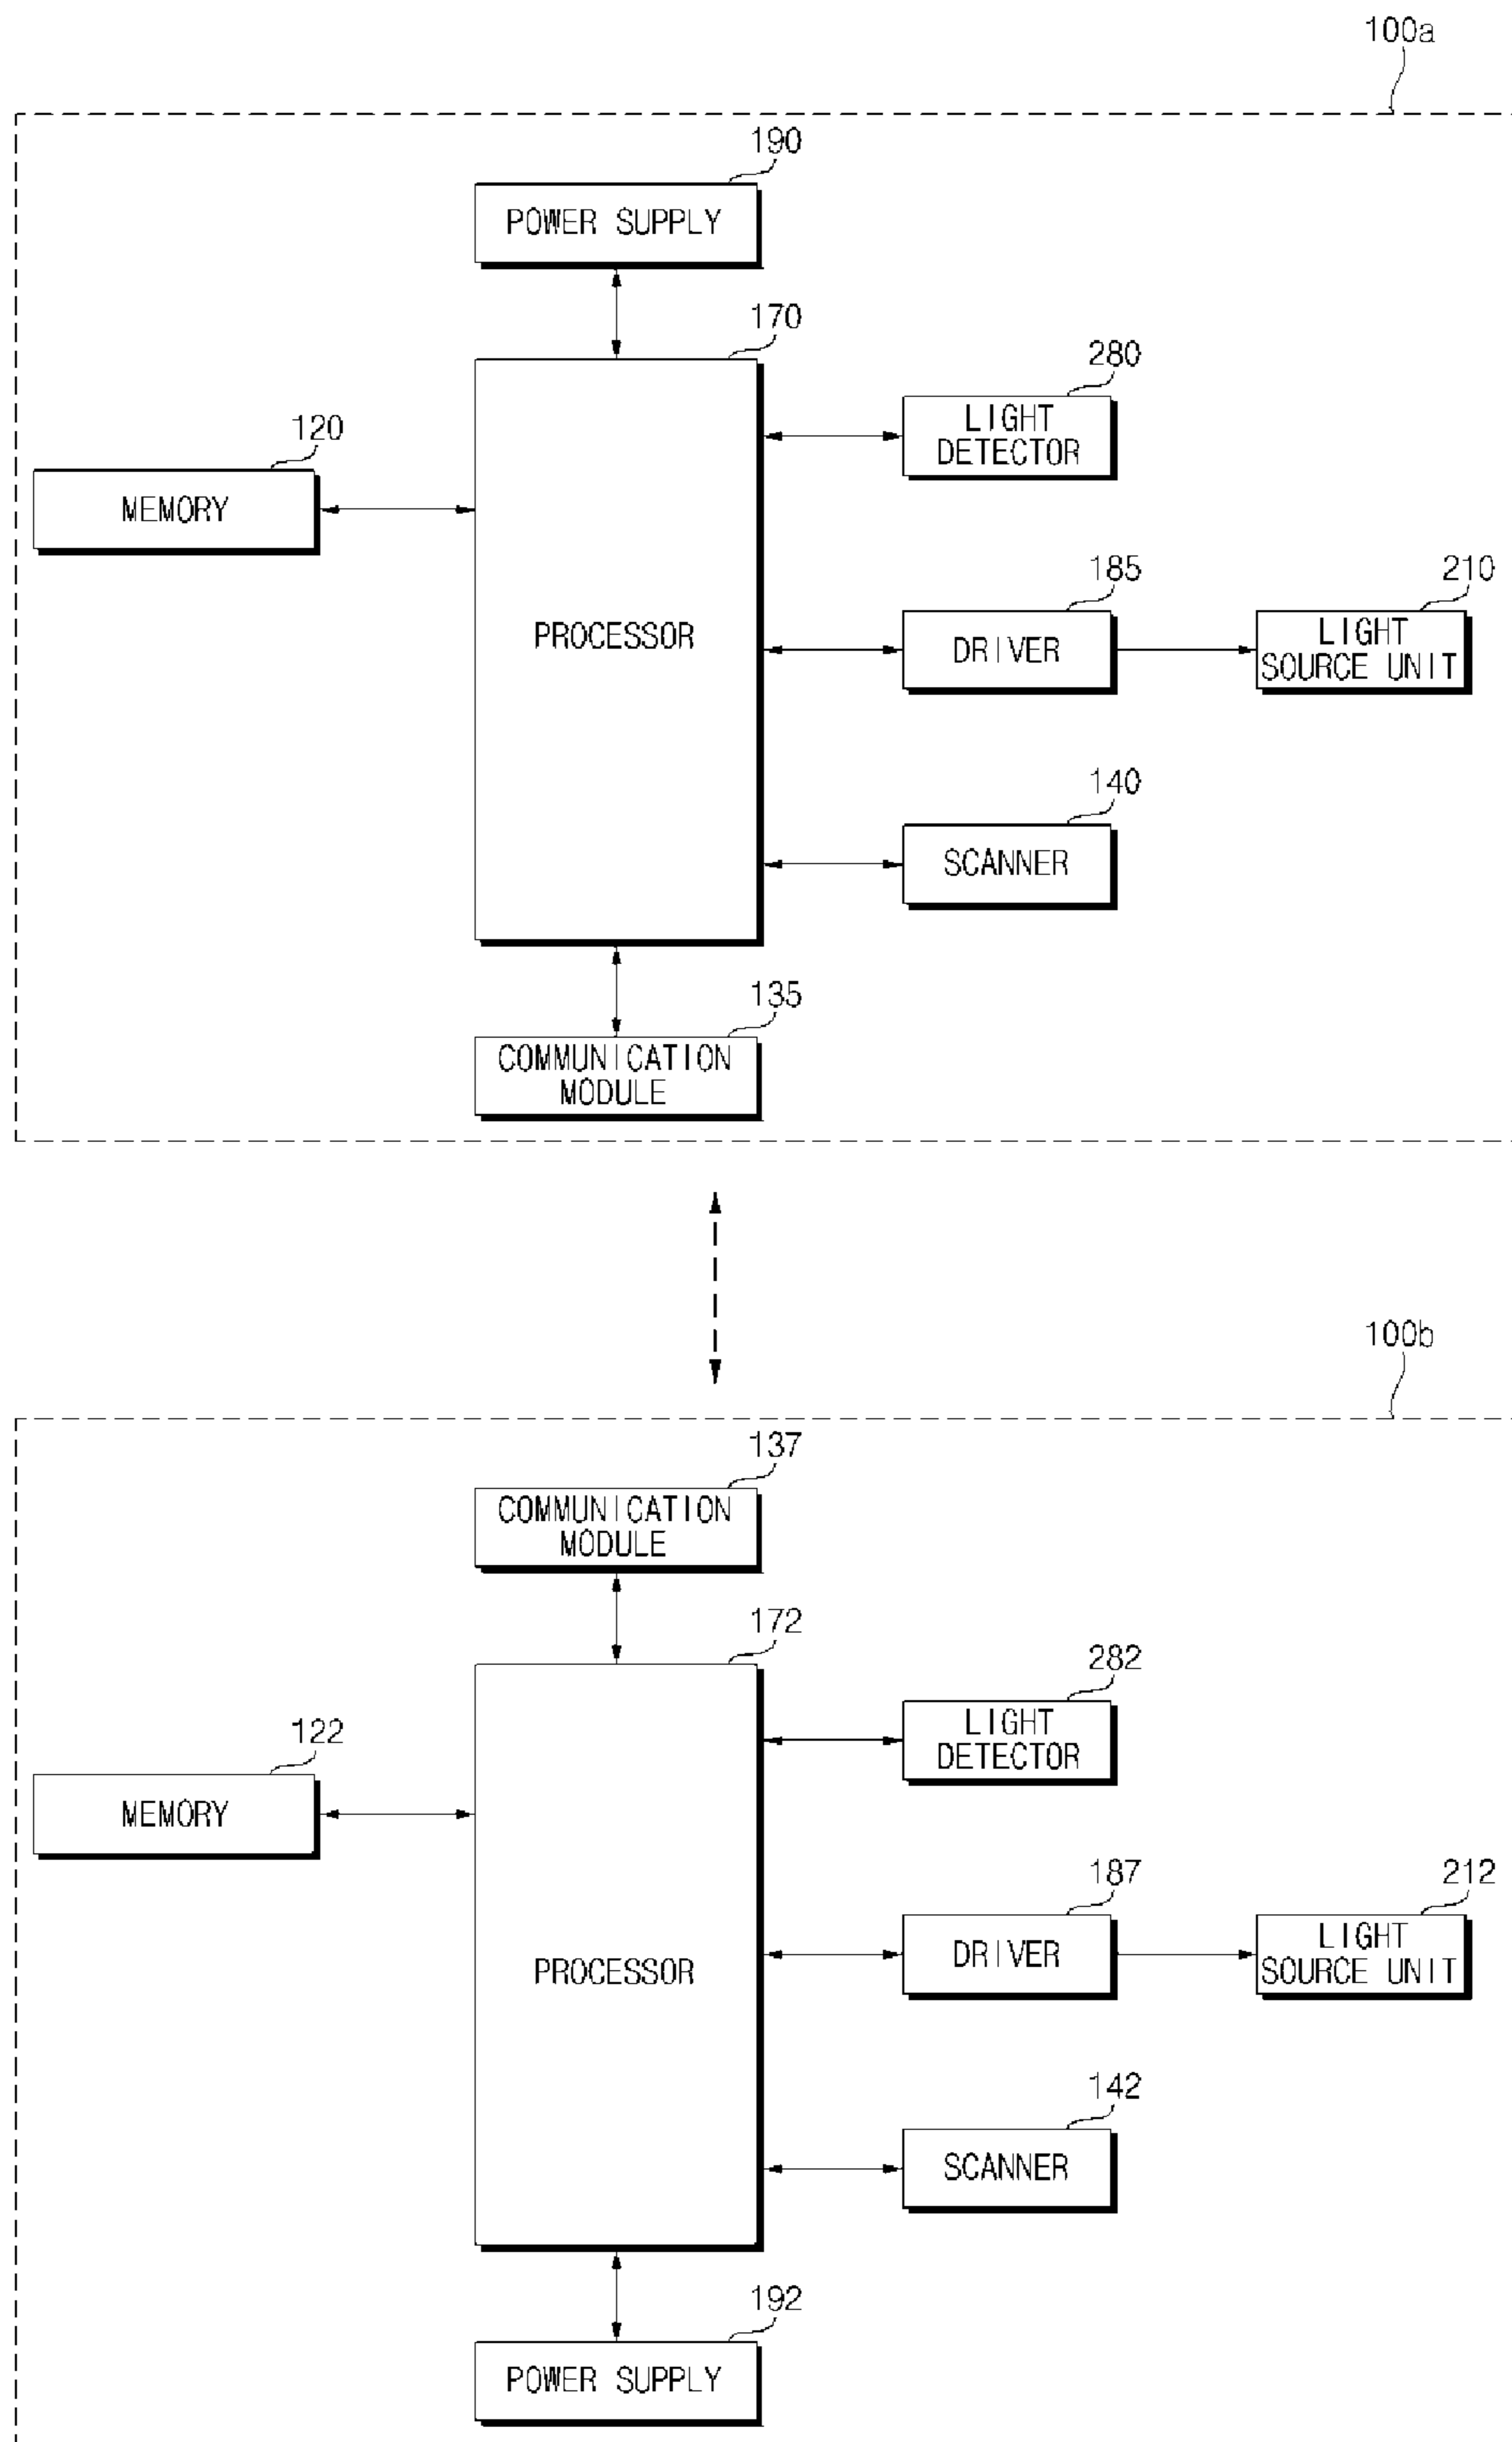 100a
190
POWER SUPPLY
170
280
LIGHT
DETECTOR
120
MEMORY
PROCESSOR
185
DRIVER
210
LIGHT
SOURCE UNIT
140
SCANNER
135
COMMUNICATION
MODULE
100b
137
COMMUNICATION
MODULE
172
282
LIGHT
DETECTOR
122
MEMORY
PROCESSOR
187
DRIVER
212
LIGHT
SOURCE UNIT
142
SCANNER
192
POWER SUPPLY